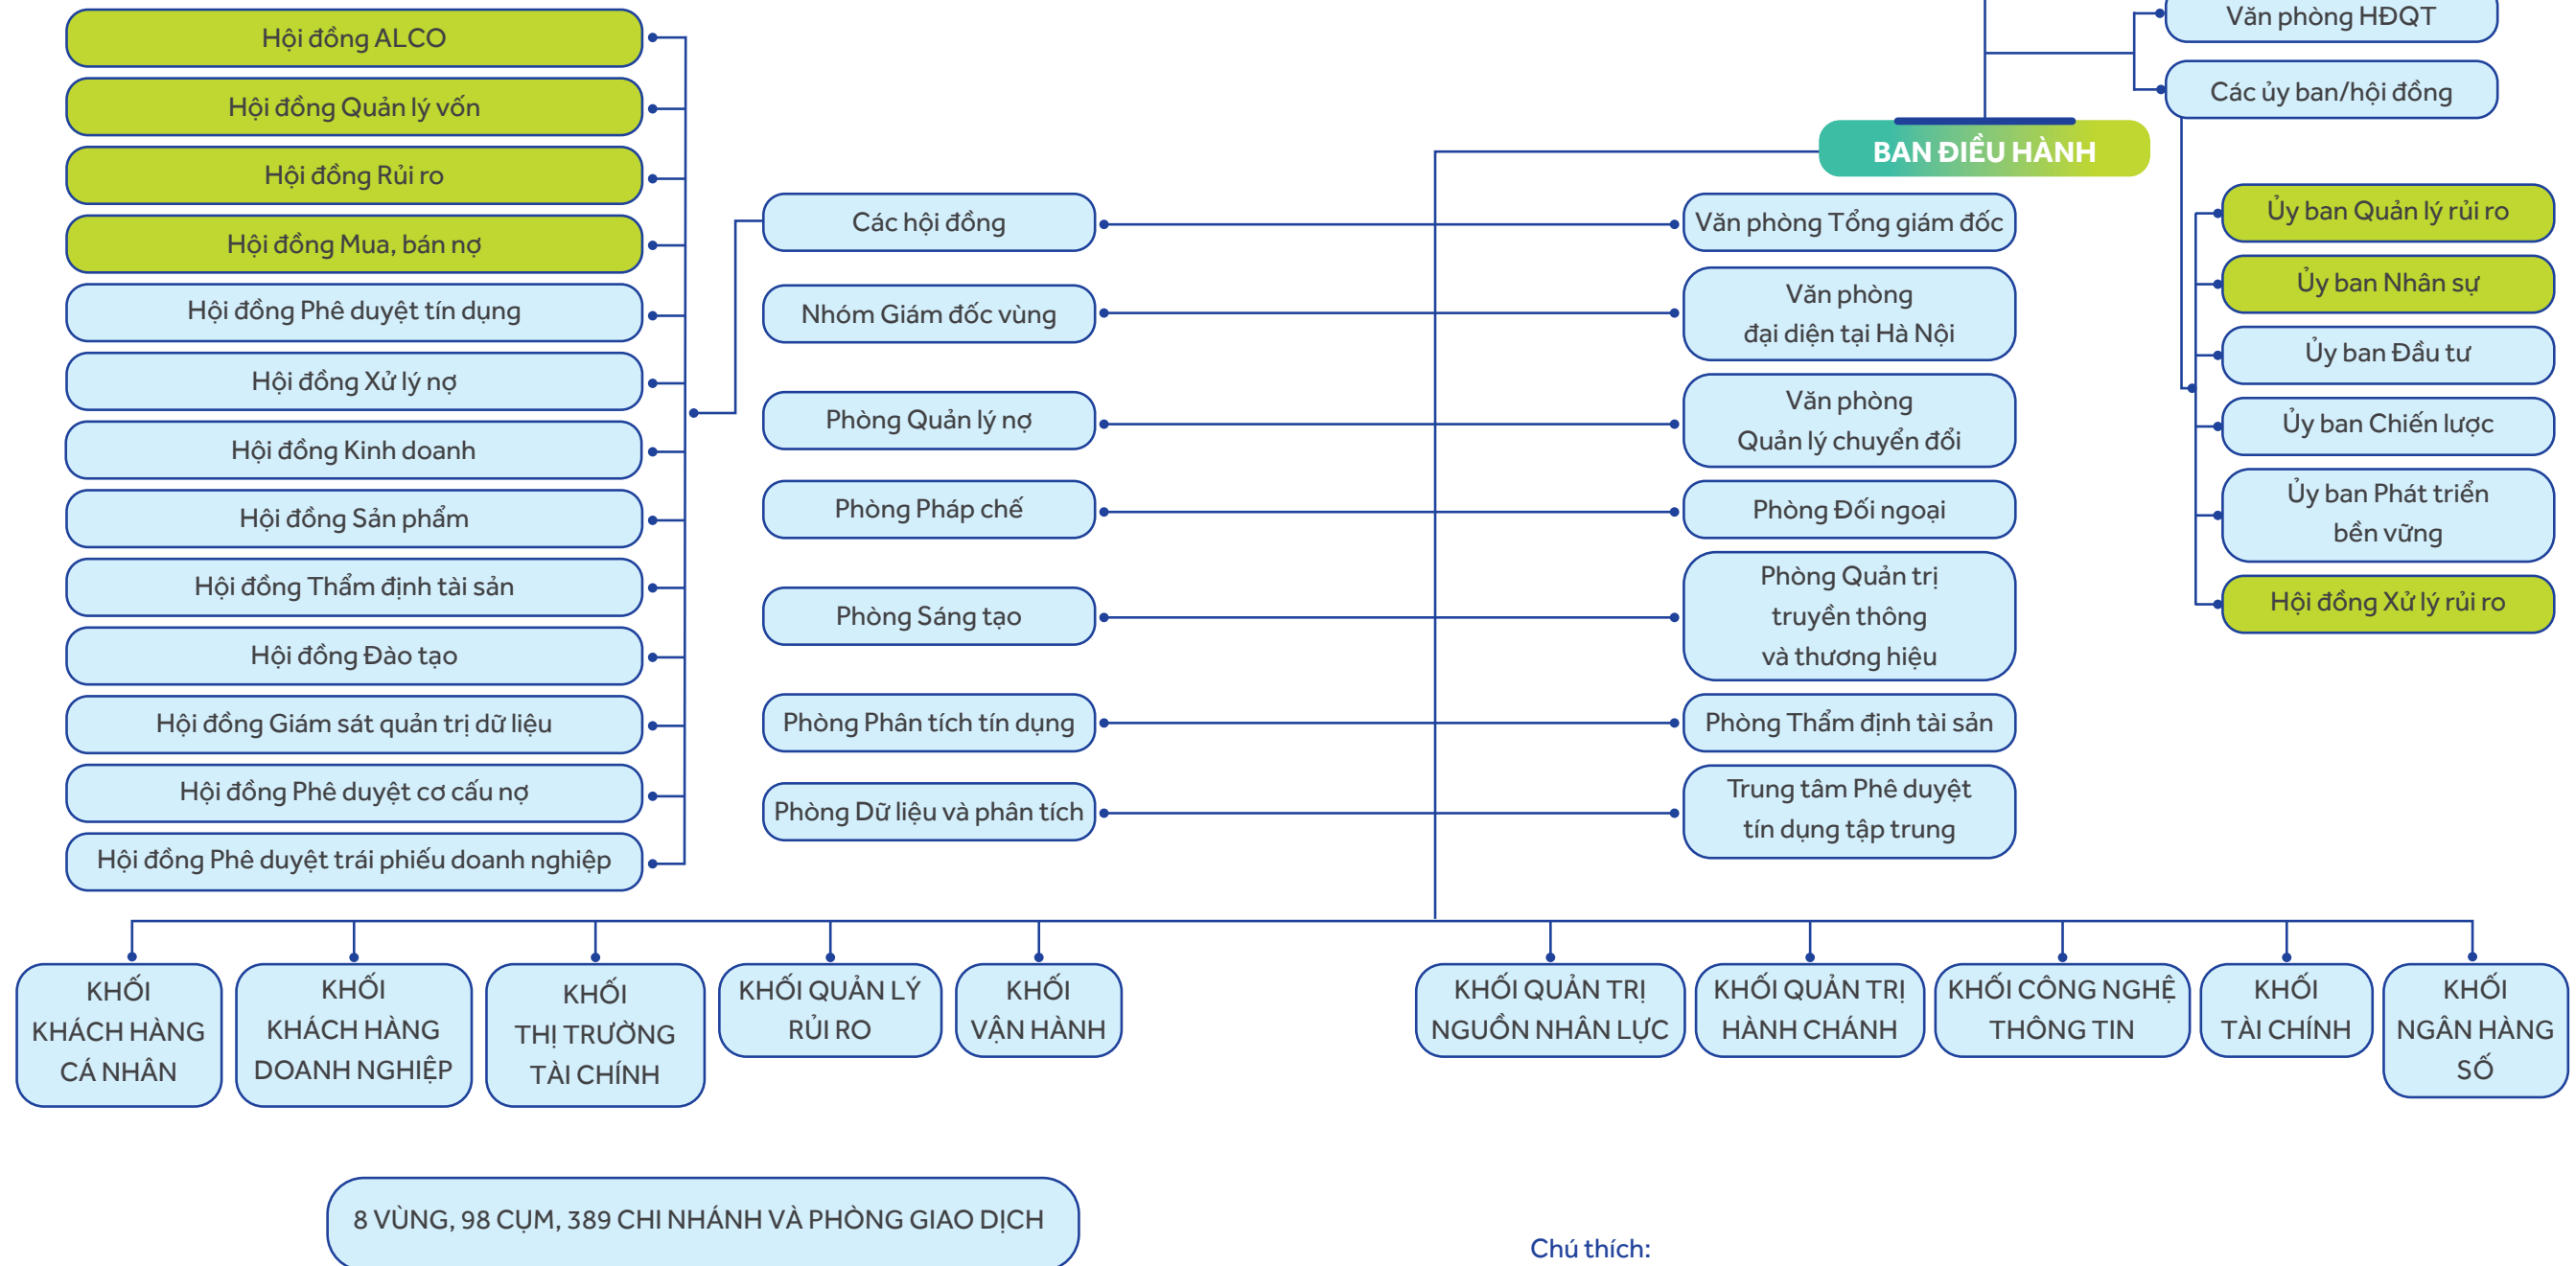 Hội đồng ALCO
Hội đồng Quản lý vốn
Hội đồng Rủi ro
Hội đồng Mua, bán nợ
Hội đồng Phê duyệt tín dụng
Hội đồng Xử lý nợ
Hội đồng Kinh doanh
Hội đồng Sản phẩm
Hội đồng Thẩm định tài sản
Hội đồng Đào tạo
Hội đồng Giám sát quản trị dữ liệu
Hội đồng Phê duyệt cơ cấu nợ
Hội đồng Phê duyệt trái phiếu doanh nghiệp
Văn phòng HĐQT
Các ủy ban/hội đồng
BAN ĐIỀU HÀNH
Các hội đồng
Nhóm Giám đốc vùng
Phòng Quản lý nợ
Phòng Pháp chế
Phòng Sáng tạo
Phòng Phân tích tín dụng
Phòng Dữ liệu và phân tích
Văn phòng Tổng giám đốc
Văn phòng
đại diện tại Hà Nội
Văn phòng
Quản lý chuyển đổi
Phòng Đối ngoại
Phòng Quản trị
truyền thông
và thương hiệu
Phòng Thẩm định tài sản
Trung tâm Phê duyệt
tín dụng tập trung
Ủy ban Quản lý rủi ro
Ủy ban Nhân sự
Ủy ban Đầu tư
Ủy ban Chiến lược
Ủy ban Phát triển
bền vững
Hội đồng Xử lý rủi ro
KHỐI
KHÁCH HÀNG
CÁ NHÂN
KHỐI
KHÁCH HÀNG
DOANH NGHIỆP
KHỐI
THỊ TRƯỜNG
TÀI CHÍNH
KHỐI QUẢN LÝ
RỦI RO
KHỐI
VẬN HÀNH
KHỐI QUẢN TRỊ
NGUỒN NHÂN LỰC
KHỐI QUẢN TRỊ
HÀNH CHÁNH
KHỐI CÔNG NGHỆ
THÔNG TIN
KHỐI
TÀI CHÍNH
KHỐI
NGÂN HÀNG
SỐ
8 VÙNG, 98 CỤM, 389 CHI NHÁNH VÀ PHÒNG GIAO DỊCH
Chú thích: